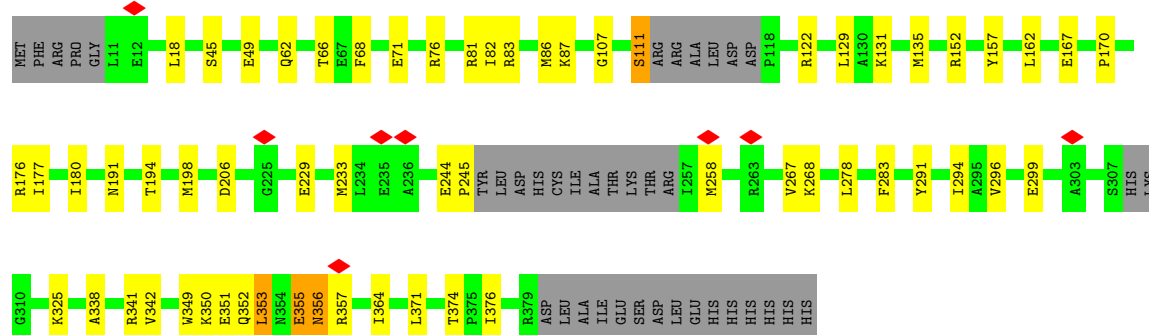 MET PHE ARG PRO GLY L11 E12 L18 S45 E49 Q62 T66 E67 F68 E71 R76 R81 I82 R83 M86 K87 G107 S111 ARG ARG ALA LEU ASP ASP P118 R122 L129 A130 K131 M135 R152 Y157 L162 E167 P170
R176 I177 I180 N191 T194 M198 D206 G225 E229 M233 L234 E235 A236 E244 P245 TYR LEU ASP HIS CYS ILE ALA THR LYS THR ARG I257 M258 R263 V267 K268 L278 F283 Y291 I294 A295 V296 E299 A303 S307 HIS LYS
G310 K325 A338 R341 V342 W349 K350 E351 Q352 L353 N354 E355 N356 R357 I364 L371 T374 P375 I376 R379 ASP LEU ALA ILE GLU SER ASP LEU GLU HIS HIS HIS HIS HIS HIS